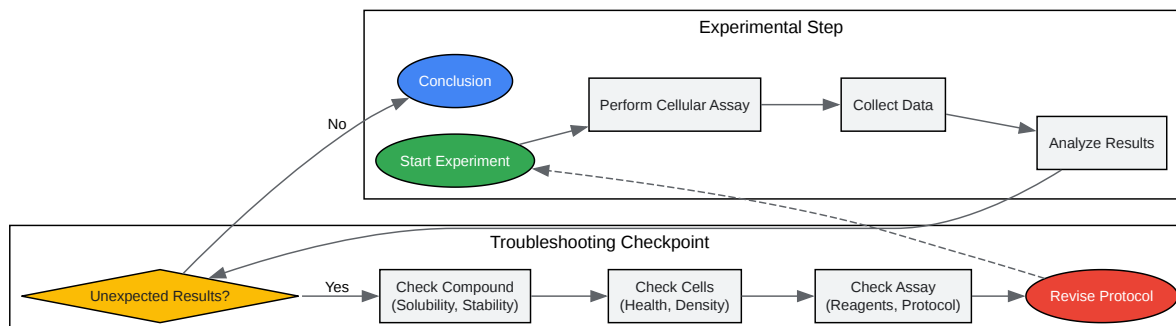 Experimental Step
Conclusion
Perform Cellular Assay
Collect Data
No
Analyze Results
Start Experiment
Troubleshooting Checkpoint
Unexpected Results?
Yes
Check Compound
(Solubility, Stability)
Check Cells
(Health, Density)
Check Assay
(Reagents, Protocol)
Revise Protocol